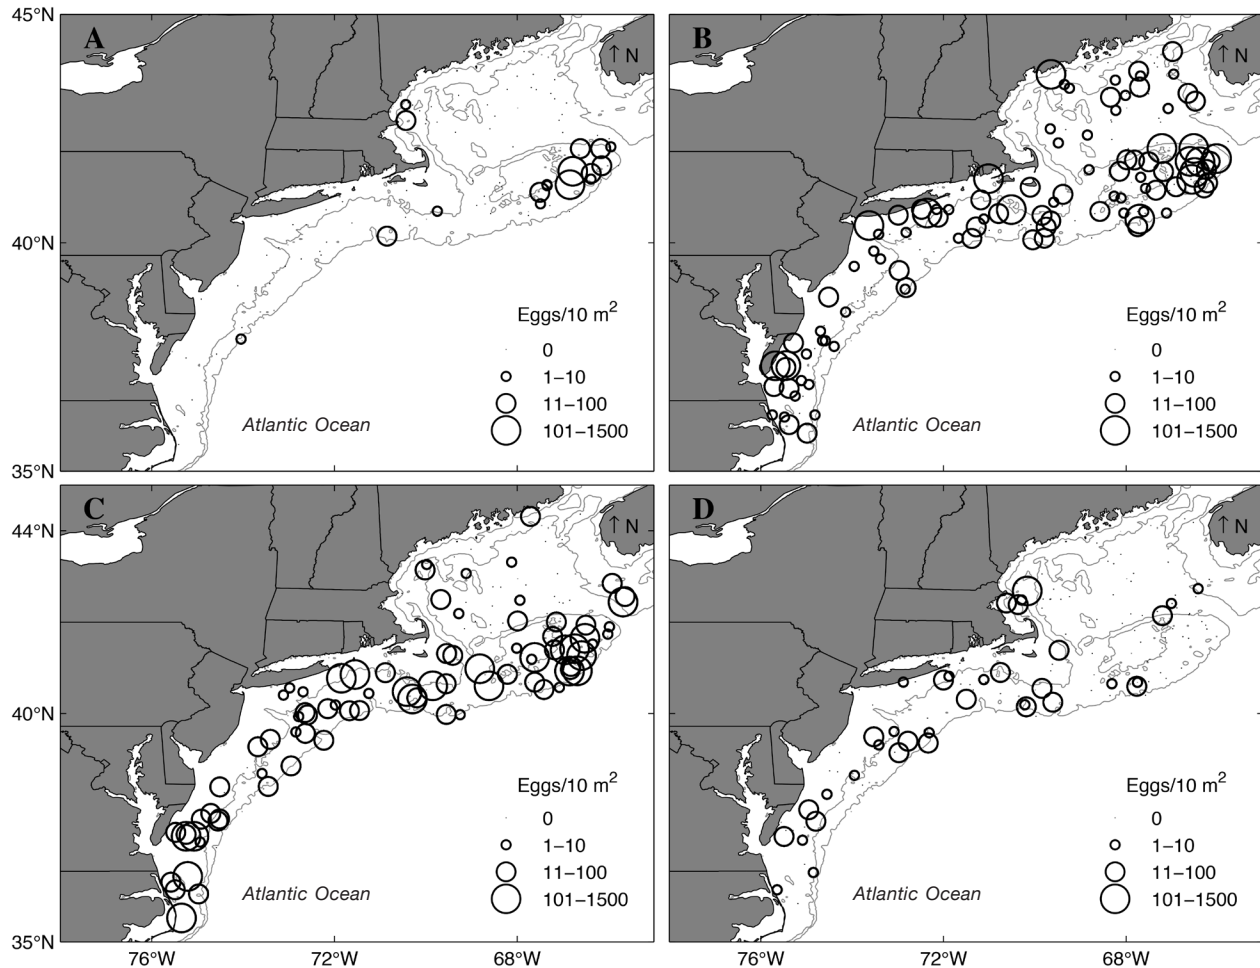 45°N
A
↑ N
Eggs/10 m²
0
1–10
11–100
101–1500
Atlantic Ocean
40°N
35°N
B
↑ N
Eggs/10 m²
0
1–10
11–100
101–1500
Atlantic Ocean
C
↑ N
44°N
Eggs/10 m²
0
1–10
11–100
101–1500
Atlantic Ocean
40°N
35°N
76°W
72°W
68°W
D
↑ N
Eggs/10 m²
0
1–10
11–100
101–1500
Atlantic Ocean
76°W
72°W
68°W